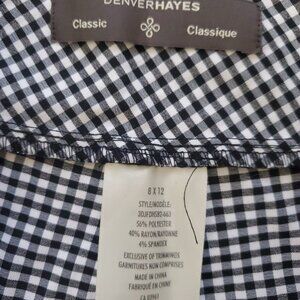 DENVERHAYES
Classic Classique
8 X 12
STYLE/MODÈLE:
56% POLYESTER
40% RAYON/RAYONNE
4% SPANDEX
EXCLUSIVE OF TRIMMINGS
GARNITURES NON COMPRISES
MADE IN CHINA
FABRIQUÉ EN CHINE